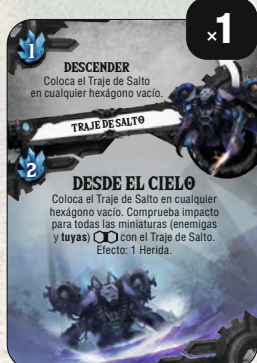 ×1
1
DESCENDER
Coloca el Traje de Salto
en cualquier hexágono vacío.
TRAJE DE SALTO
2
DESDE EL CIELO
Coloca el Traje de Salto en cualquier
hexágono vacío. Comprueba impacto
para todas las miniaturas (enemigas
y tuyas) con el Traje de Salto.
Efecto: 1 Herida.